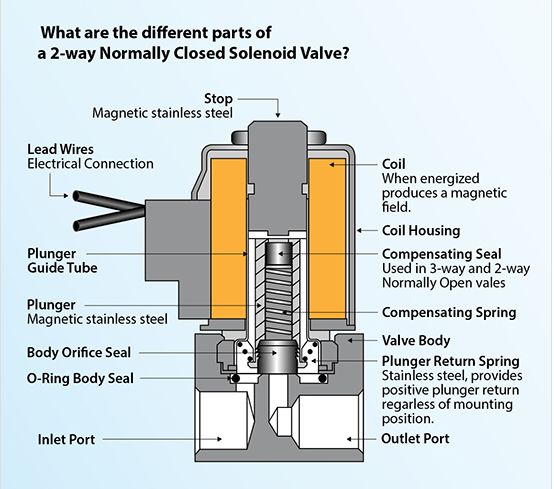 What are the different parts of
a 2-way Normally Closed Solenoid Valve?
Stop
Magnetic stainless steel
Lead Wires
Electrical Connection
Plunger
Guide Tube
Plunger
Magnetic stainless steel
Body Orifice Seal
O-Ring Body Seal
Inlet Port
Coil
When energized
produces a magnetic
field.
Coil Housing
Compensating Seal
Used in 3-way and 2-way
Normally Open vales
Compensating Spring
Valve Body
Plunger Return Spring
Stainless steel, provides
positive plunger return
regarless of mounting
position.
Outlet Port